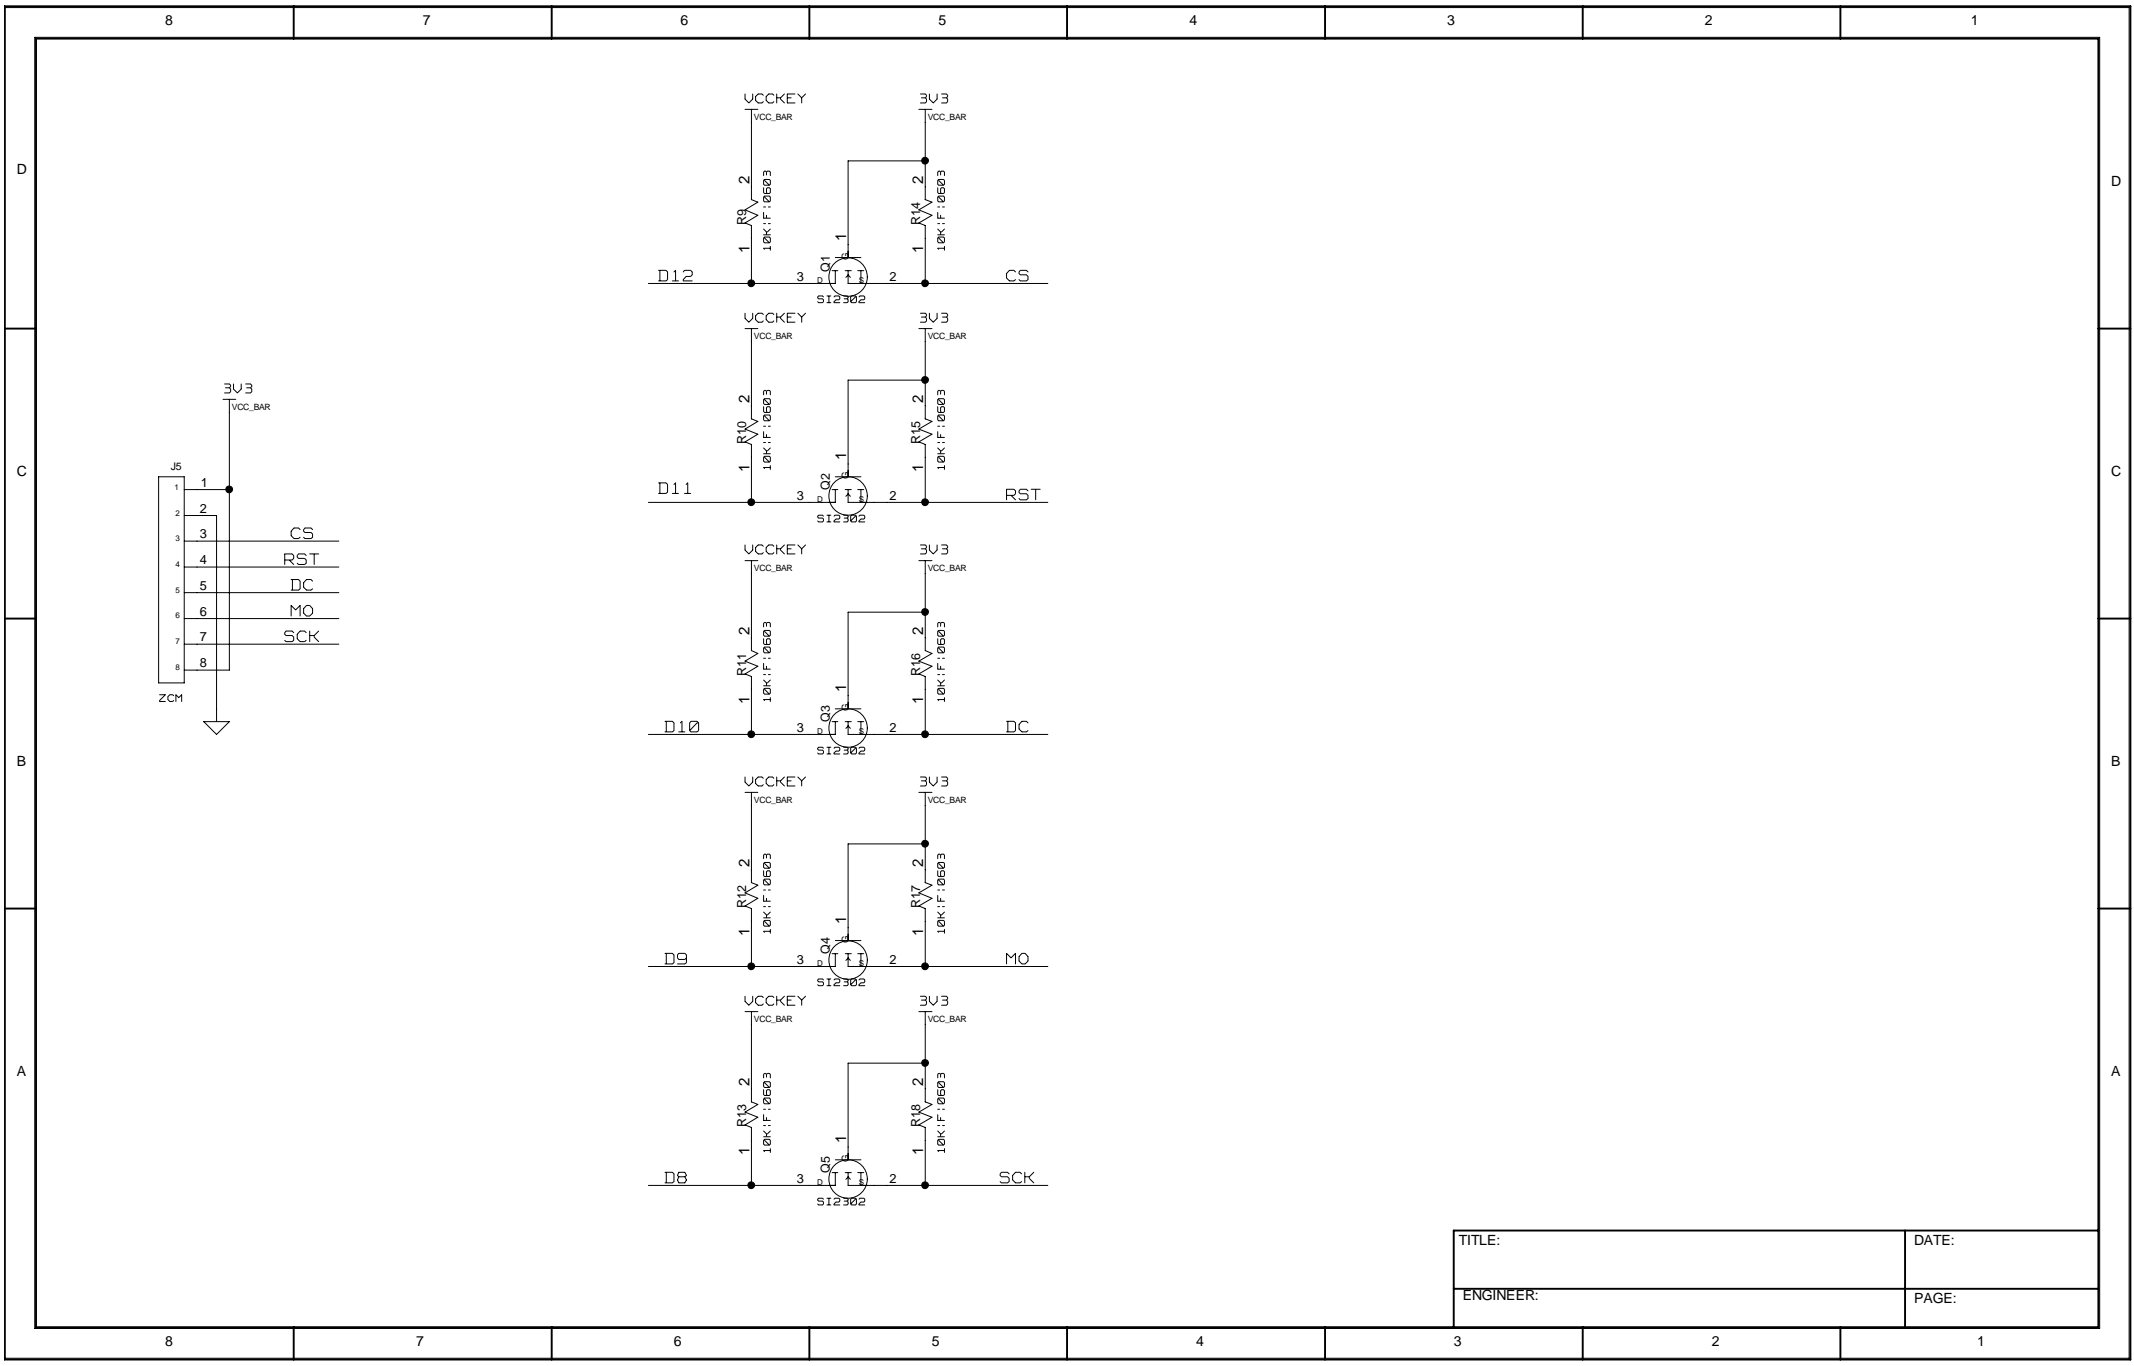 8 7 6 5 4 3 2 1
D
D
VCCKEY
VCC_BAR
3V3
VCC_BAR
2
R9
1
10K:F:0603
2
R14
1
10K:F:0603
1
G
Q1
D12
3
D
S
2
CS
SI2302
VCCKEY
VCC_BAR
3V3
VCC_BAR
2
R10
1
10K:F:0603
2
R15
1
10K:F:0603
1
G
Q2
D11
3
D
S
2
RST
SI2302
C
C
3V3
VCC_BAR
J5
1 1
2 2
3 3 CS
4 4 RST
5 5 DC
6 6 MO
7 7 SCK
8 8
ZCM
VCCKEY
VCC_BAR
3V3
VCC_BAR
2
R11
1
10K:F:0603
2
R16
1
10K:F:0603
1
G
Q3
D10
3
D
S
2
DC
SI2302
B
B
VCCKEY
VCC_BAR
3V3
VCC_BAR
2
R12
1
10K:F:0603
2
R17
1
10K:F:0603
1
G
Q4
D9
3
D
S
2
MO
SI2302
VCCKEY
VCC_BAR
3V3
VCC_BAR
2
R13
1
10K:F:0603
2
R18
1
10K:F:0603
1
G
Q5
D8
3
D
S
2
SCK
SI2302
A
A
TITLE:
DATE:
ENGINEER:
PAGE:
8 7 6 5 4 3 2 1